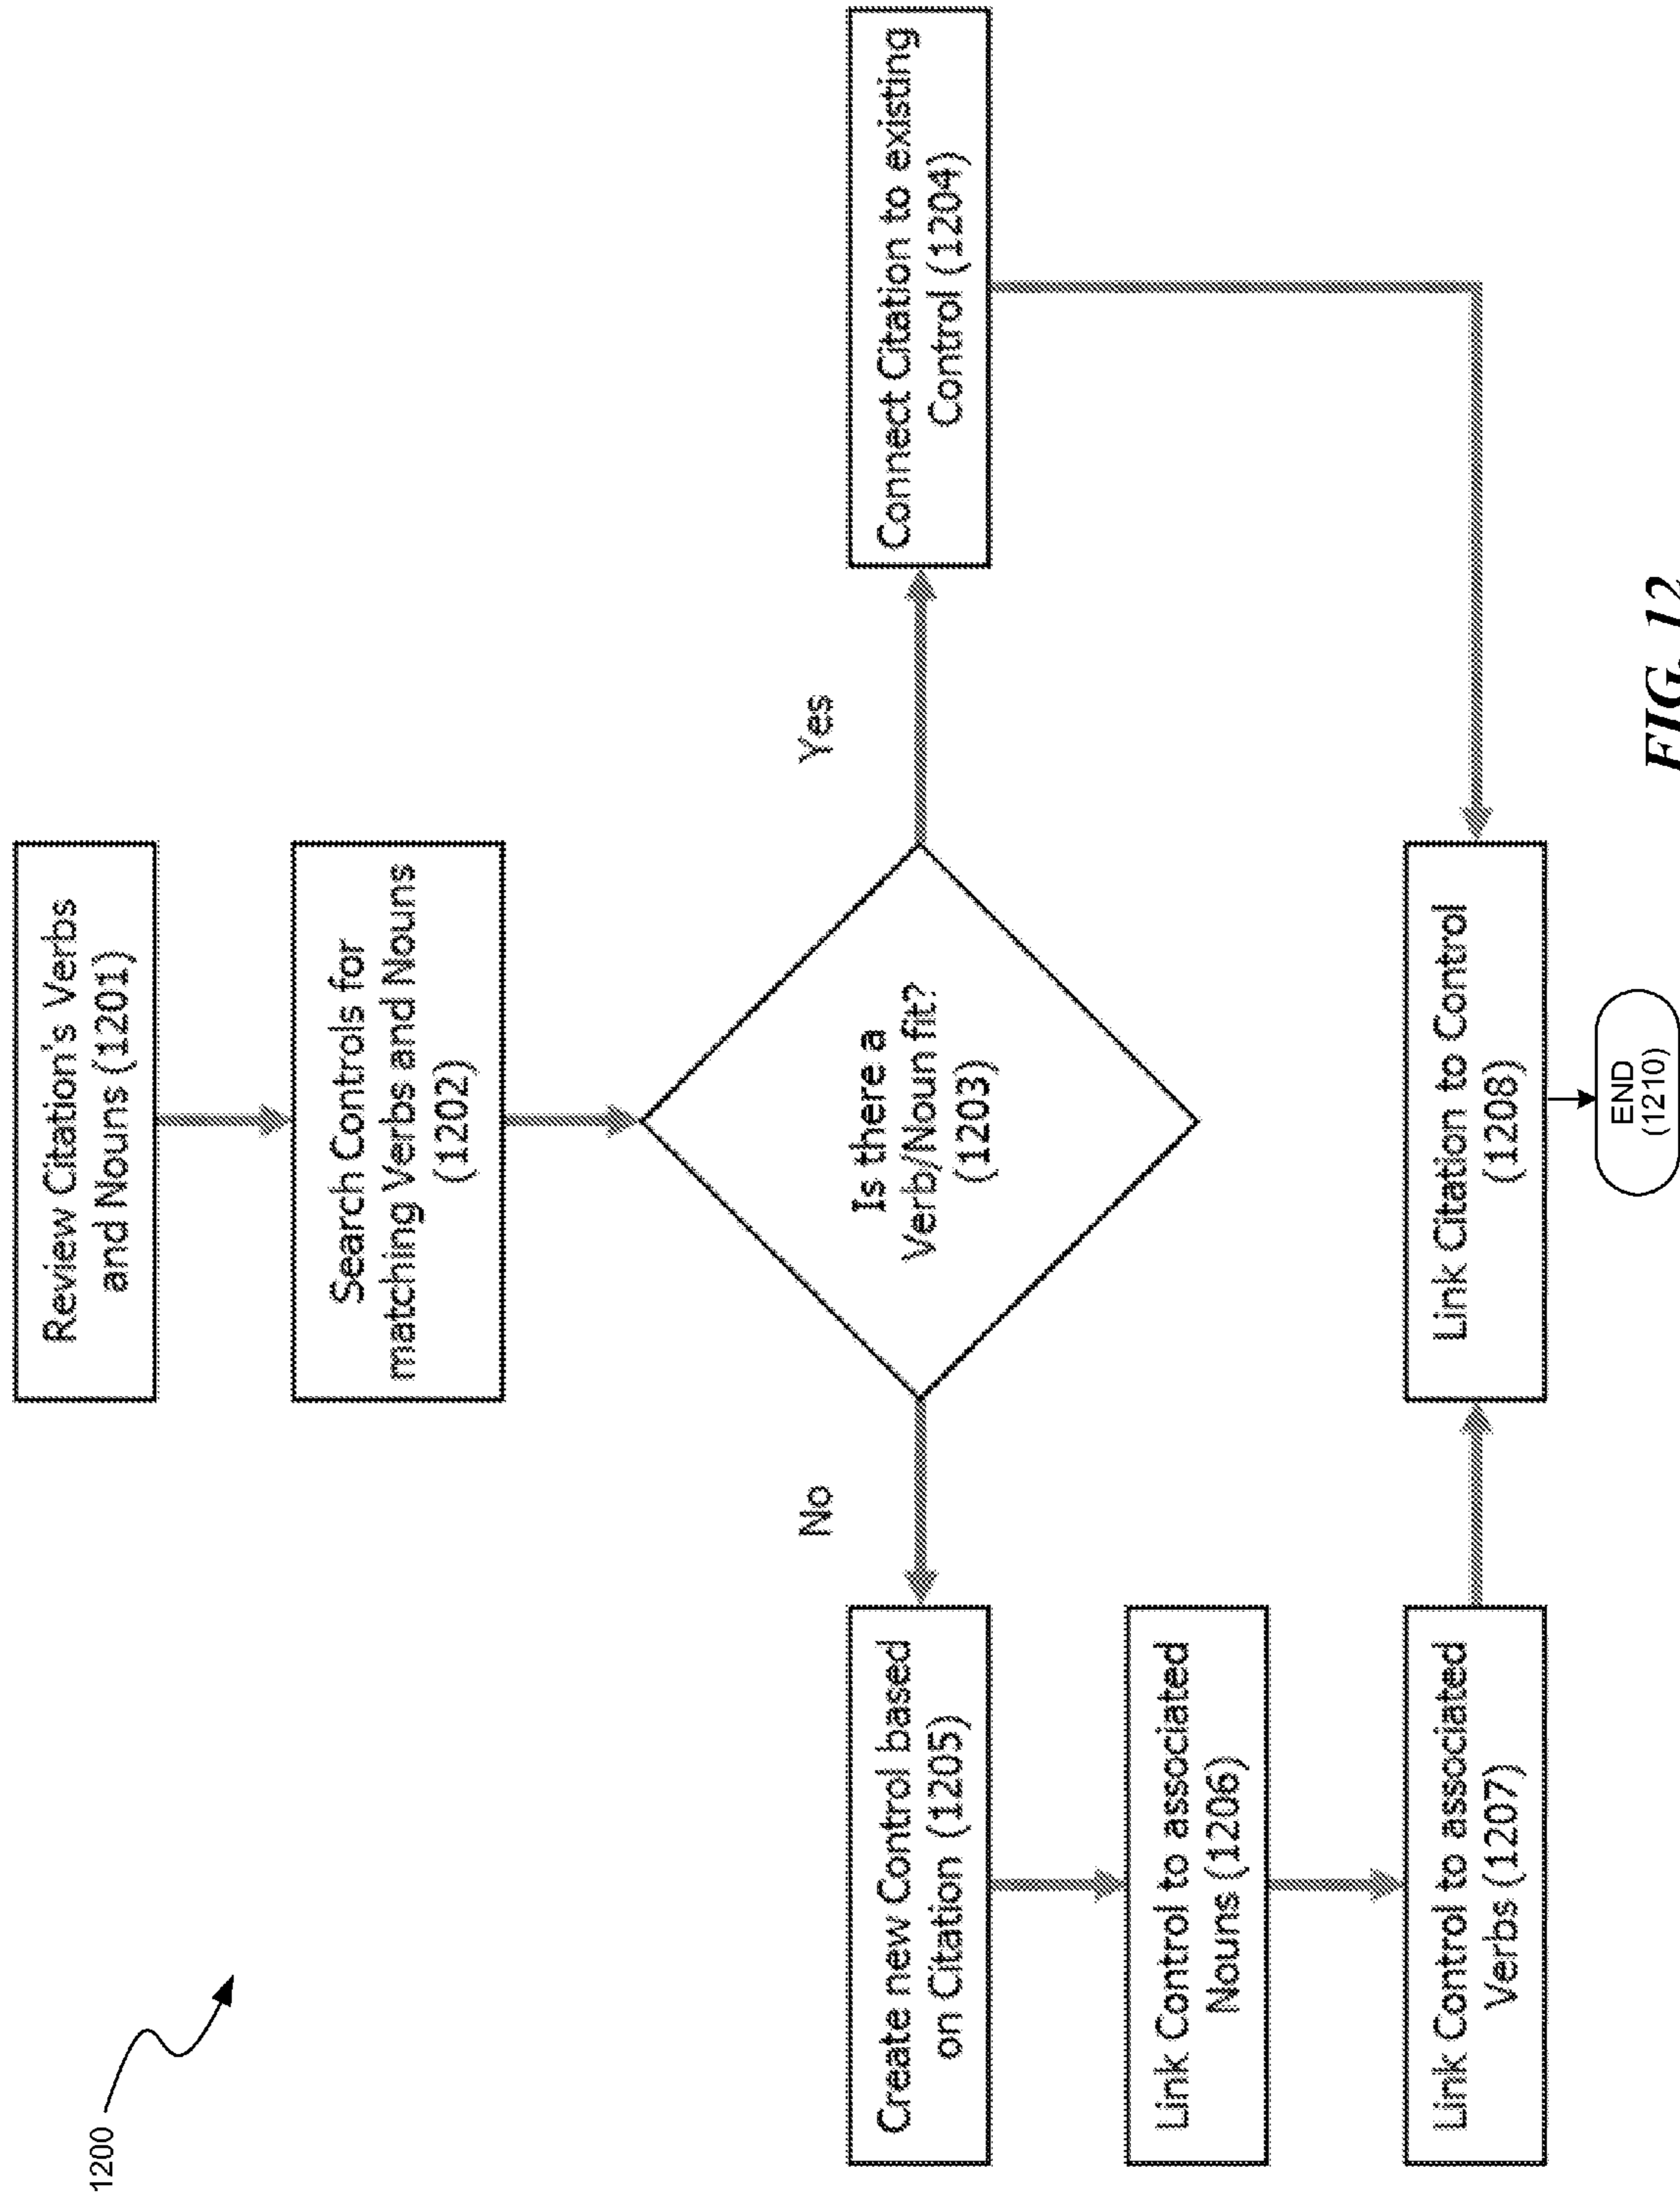 1200
Review Citation's Verbs
and Nouns (1201)
Search Controls for
matching Verbs and Nouns
(1202)
Is there a
Verb/Noun fit?
(1203)
No
Yes
Create new Control based
on Citation (1205)
Connect Citation to existing
Control (1204)
Link Control to associated
Nouns (1206)
Link Control to associated
Verbs (1207)
Link Citation to Control
(1208)
END
(1210)
FIG. 12